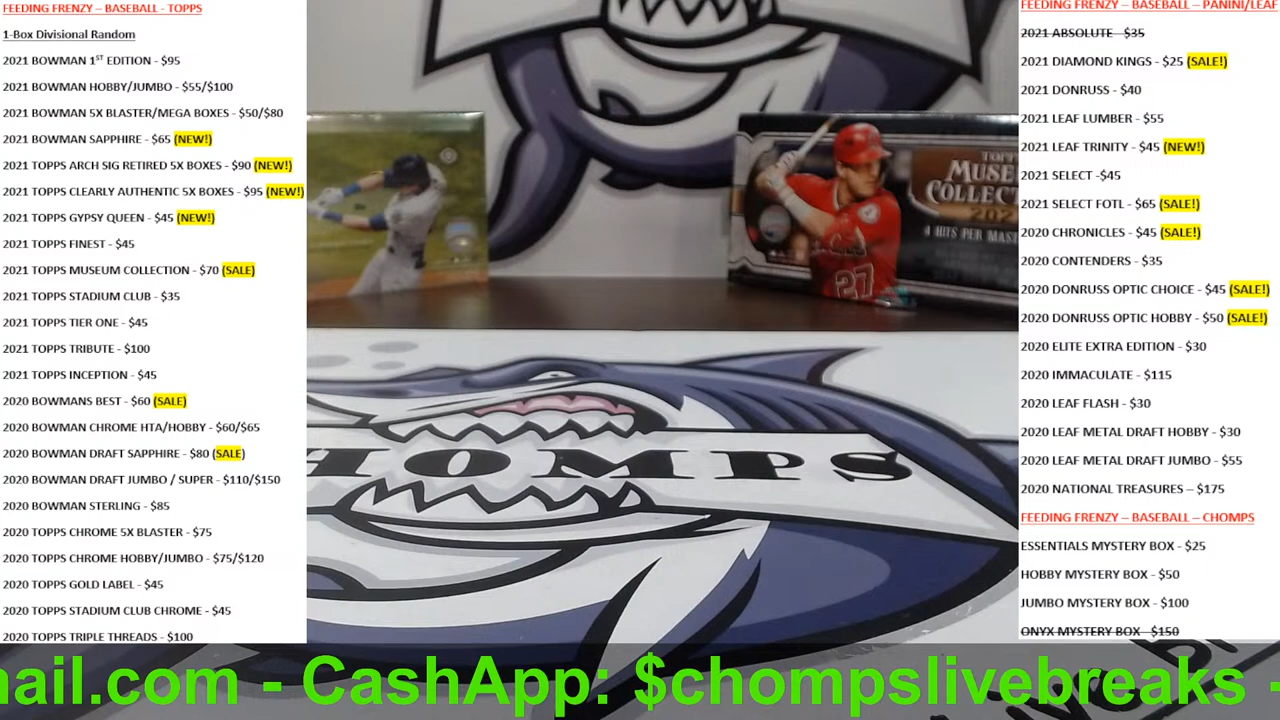 FEEDING FRENZY – BASEBALL - TOPPS
1-Box Divisional Random
2021 BOWMAN 1ST EDITION - $95
2021 BOWMAN HOBBY/JUMBO - $55/$100
2021 BOWMAN 5X BLASTER/MEGA BOXES - $50/$80
2021 BOWMAN SAPPHIRE - $65 (NEW!)
2021 TOPPS ARCH SIG RETIRED 5X BOXES - $90 (NEW!)
2021 TOPPS CLEARLY AUTHENTIC 5X BOXES - $95 (NEW!)
2021 TOPPS GYPSY QUEEN - $45 (NEW!)
2021 TOPPS FINEST - $45
2021 TOPPS MUSEUM COLLECTION - $70 (SALE)
2021 TOPPS STADIUM CLUB - $35
2021 TOPPS TIER ONE - $45
2021 TOPPS TRIBUTE - $100
2021 TOPPS INCEPTION - $45
2020 BOWMANS BEST - $60 (SALE)
2020 BOWMAN CHROME HTA/HOBBY - $60/$65
2020 BOWMAN DRAFT SAPPHIRE - $80 (SALE)
2020 BOWMAN DRAFT JUMBO / SUPER - $110/$150
2020 BOWMAN STERLING - $85
2020 TOPPS CHROME 5X BLASTER - $75
2020 TOPPS CHROME HOBBY/JUMBO - $75/$120
2020 TOPPS GOLD LABEL - $45
2020 TOPPS STADIUM CLUB CHROME - $45
2020 TOPPS TRIPLE THREADS - $100
TOPPS
MUSE
COLLECT
202
4 HITS PER MAST
27
HOMPS
FEEDING FRENZY – BASEBALL – PANINI/LEAF
2021 ABSOLUTE - $35
2021 DIAMOND KINGS - $25 (SALE!)
2021 DONRUSS - $40
2021 LEAF LUMBER - $55
2021 LEAF TRINITY - $45 (NEW!)
2021 SELECT -$45
2021 SELECT FOTL - $65 (SALE!)
2020 CHRONICLES - $45 (SALE!)
2020 CONTENDERS - $35
2020 DONRUSS OPTIC CHOICE - $45 (SALE!)
2020 DONRUSS OPTIC HOBBY - $50 (SALE!)
2020 ELITE EXTRA EDITION - $30
2020 IMMACULATE - $115
2020 LEAF FLASH - $30
2020 LEAF METAL DRAFT HOBBY - $30
2020 LEAF METAL DRAFT JUMBO - $55
2020 NATIONAL TREASURES – $175
FEEDING FRENZY – BASEBALL – CHOMPS
ESSENTIALS MYSTERY BOX - $25
HOBBY MYSTERY BOX - $50
JUMBO MYSTERY BOX - $100
ONYX MYSTERY BOX - $150
nail.com - CashApp: $chompslivebreaks -